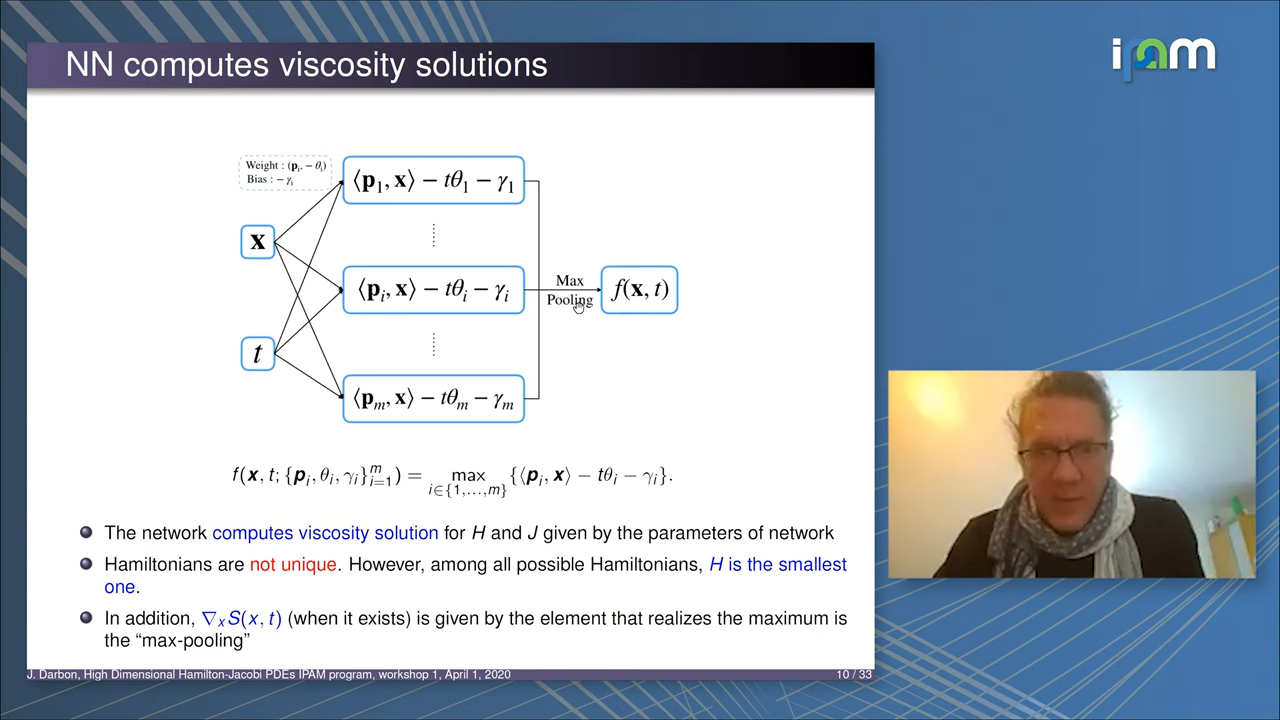 NN computes viscosity solutions
ipam
Weight : (p_i, − θ_i)
Bias : − γ_i
⟨p_1, x⟩ − tθ_1 − γ_1
x
⟨p_i, x⟩ − tθ_i − γ_i
Max
Pooling
f(x, t)
t
⟨p_m, x⟩ − tθ_m − γ_m
f(x, t; {p_i, θ_i, γ_i}_{i=1}^m) = max_{i∈{1,...,m}} {⟨p_i, x⟩ − tθ_i − γ_i}.
The network computes viscosity solution for H and J given by the parameters of network
Hamiltonians are not unique. However, among all possible Hamiltonians, H is the smallest
one.
In addition, ∇_x S(x, t) (when it exists) is given by the element that realizes the maximum is
the “max-pooling”
J. Darbon, High Dimensional Hamilton-Jacobi PDEs IPAM program, workshop 1, April 1, 2020
10 / 33